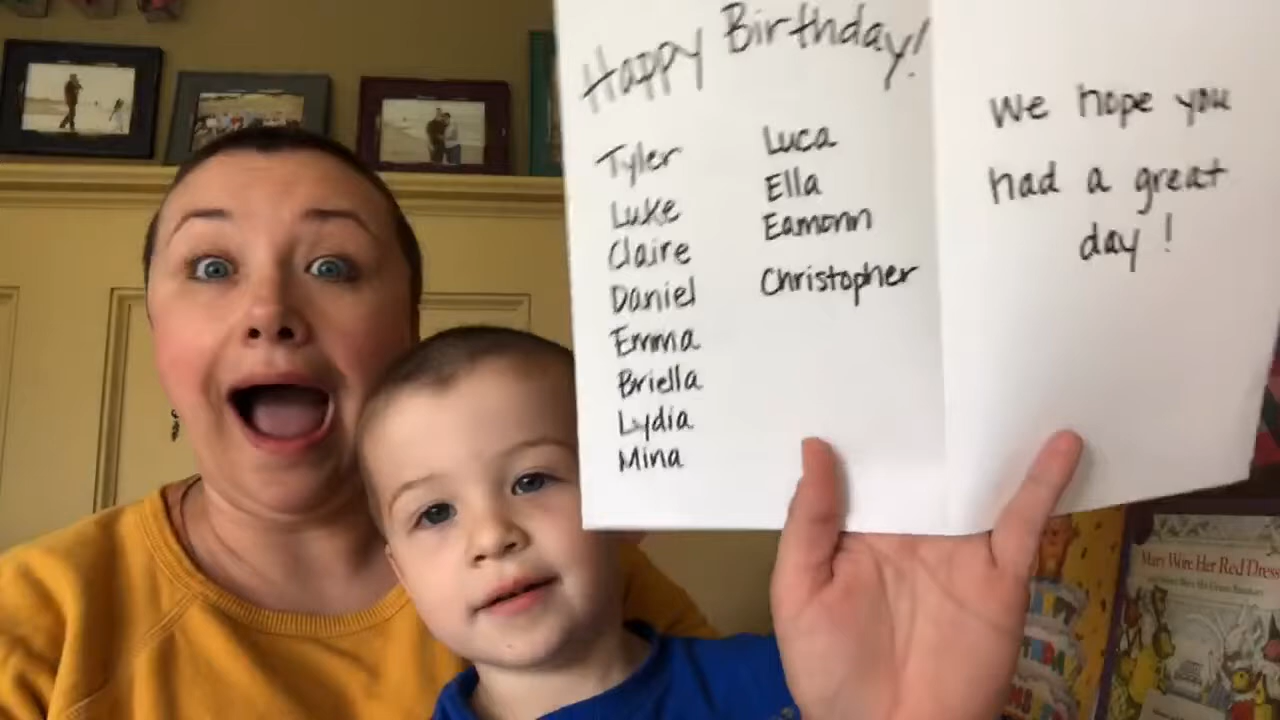 Happy Birthday!
Tyler
Luke
Claire
Daniel
Emma
Briella
Lydia
Mina
Luca
Ella
Eamonn
Christopher
We hope you
had a great
day!
Mary Wore Her Red Dress